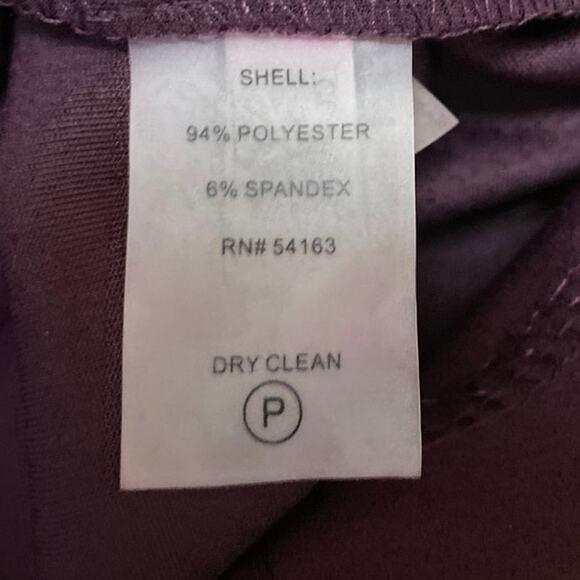 SHELL:
94% POLYESTER
6% SPANDEX
RN# 54163
DRY CLEAN
P